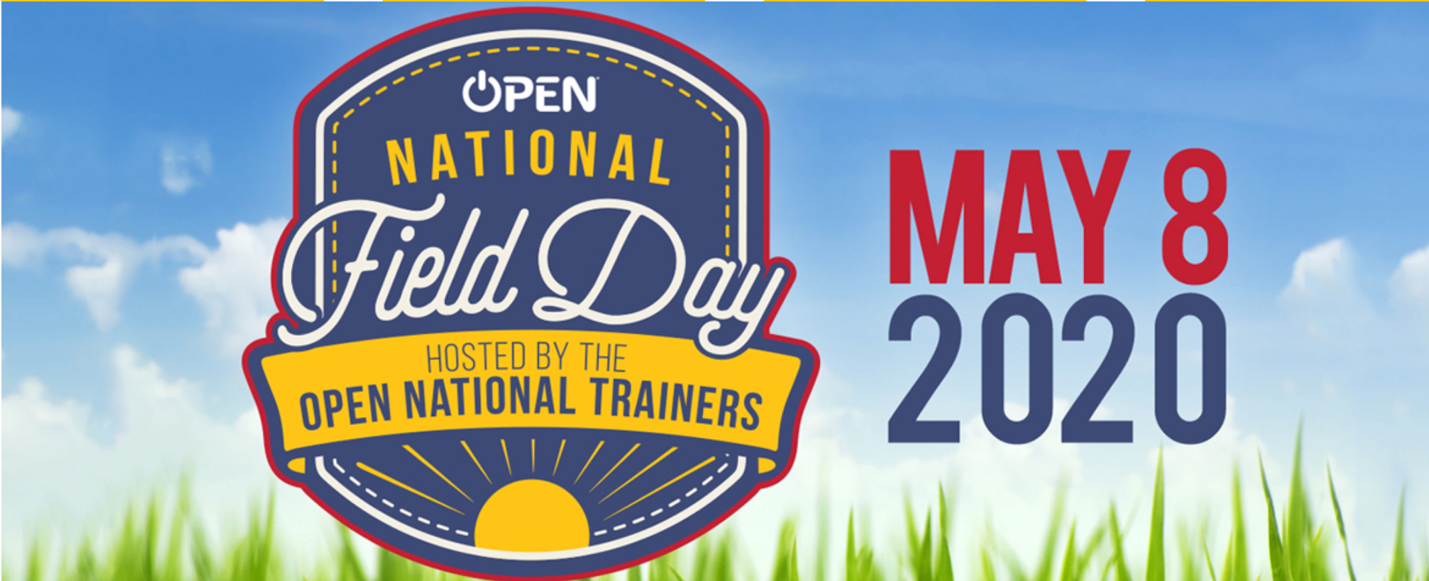 OPEN
NATIONAL
Field Day
HOSTED BY THE
OPEN NATIONAL TRAINERS
MAY 8
2020